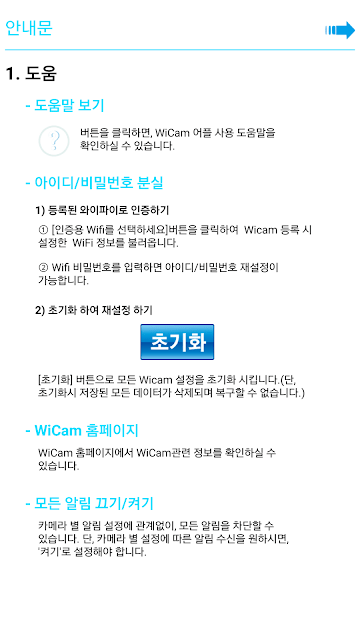 안내문
1. 도움
- 도움말 보기
?
버튼을 클릭하면, WiCam 어플 사용 도움말을
확인하실 수 있습니다.
- 아이디/비밀번호 분실
1) 등록된 와이파이로 인증하기
① [인증용 Wifi를 선택하세요]버튼을 클릭하여 Wicam 등록 시
설정한 WiFi 정보를 불러옵니다.
② Wifi 비밀번호를 입력하면 아이디/비밀번호 재설정이
가능합니다.
2) 초기화 하여 재설정 하기
초기화
[초기화] 버튼으로 모든 Wicam 설정을 초기화 시킵니다.(단,
초기화시 저장된 모든 데이터가 삭제되며 복구할 수 없습니다.)
- WiCam 홈페이지
WiCam 홈페이지에서 WiCam관련 정보를 확인하실 수
있습니다.
- 모든 알림 끄기/켜기
카메라 별 알림 설정에 관계없이, 모든 알림을 차단할 수
있습니다. 단, 카메라 별 설정에 따른 알림 수신을 원하시면,
'켜기'로 설정해야 합니다.